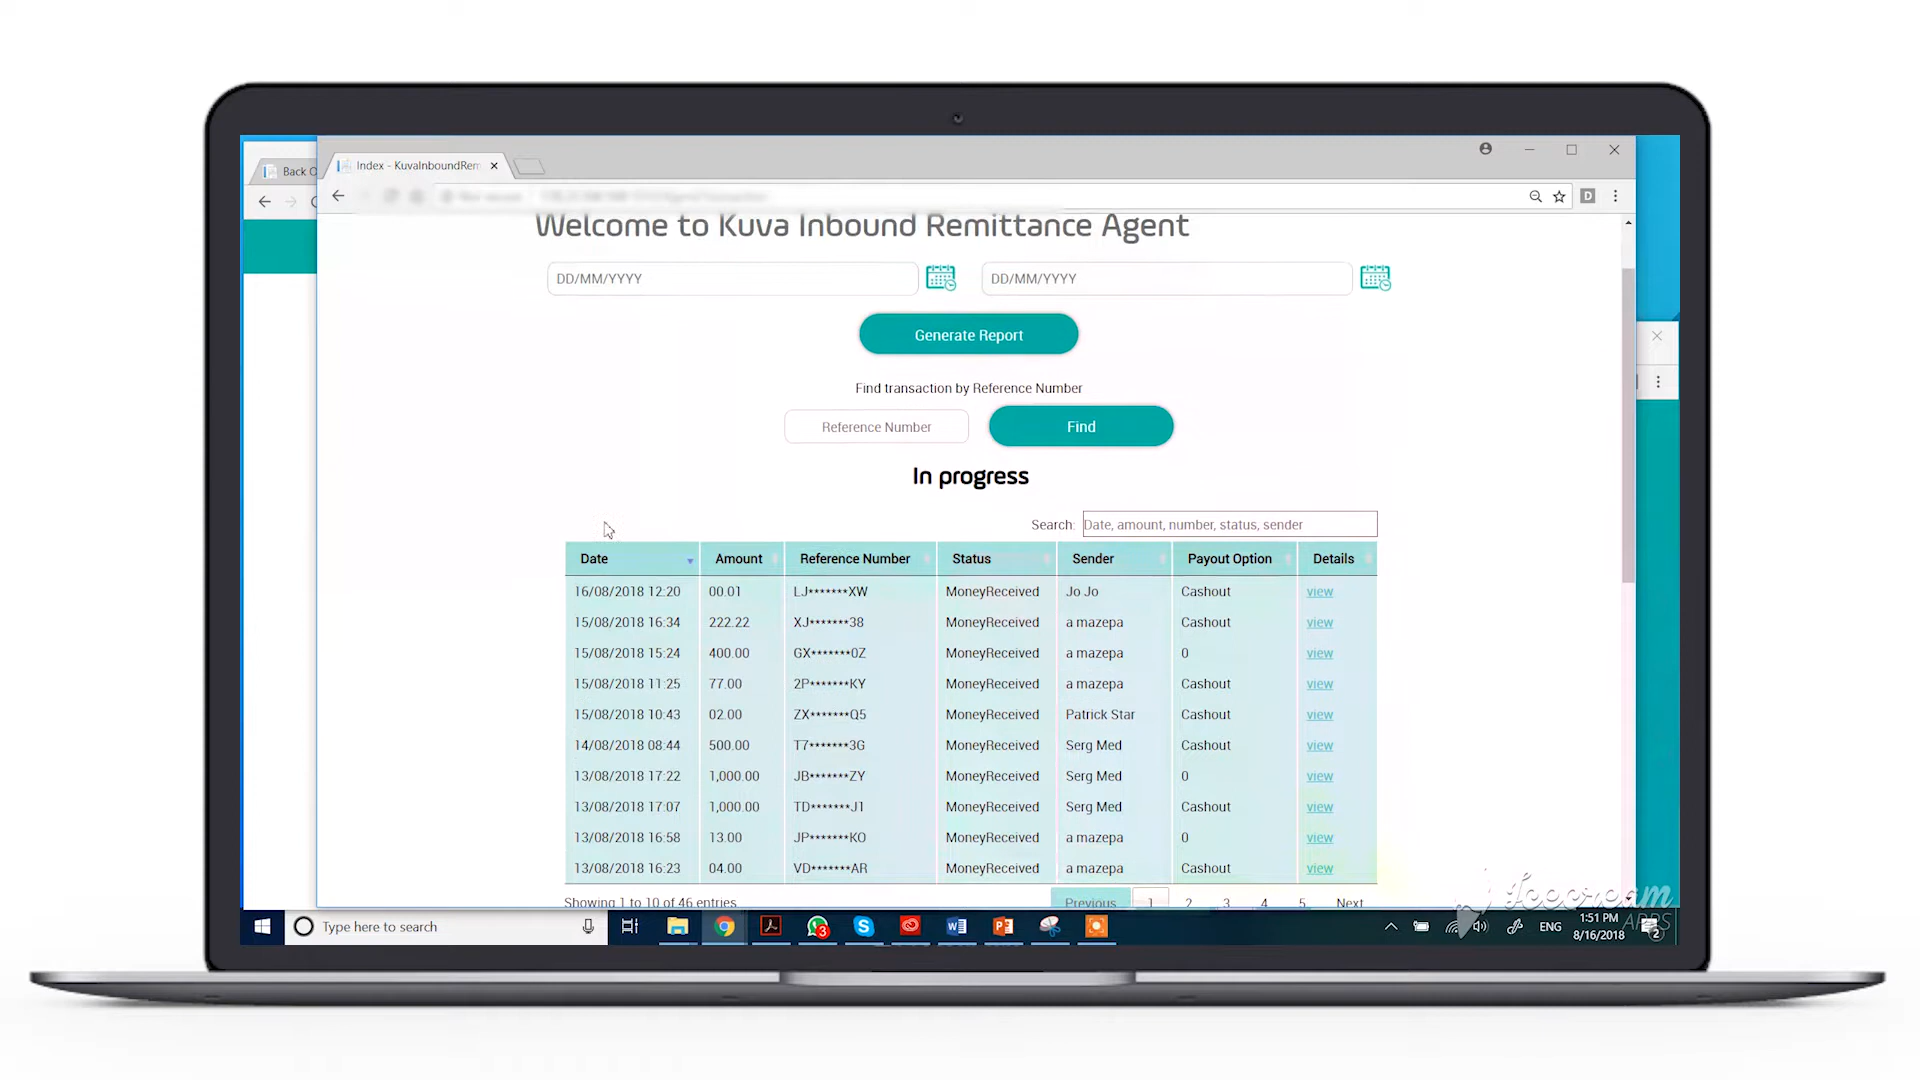 Index - KuvaInboundRem
Back O
D
Welcome to Kuva Inbound Remittance Agent
DD/MM/YYYY DD/MM/YYYY
Generate Report
Find transaction by Reference Number
Reference Number Find
In progress
Search: Date, amount, number, status, sender
Date Amount Reference Number Status Sender Payout Option Details
16/08/2018 12:20 00.01 LJ*******XW MoneyReceived Jo Jo Cashout view
15/08/2018 16:34 222.22 XJ*******38 MoneyReceived a mazepa Cashout view
15/08/2018 15:24 400.00 GX*******0Z MoneyReceived a mazepa 0 view
15/08/2018 11:25 77.00 2P*******KY MoneyReceived a mazepa Cashout view
15/08/2018 10:43 02.00 ZX*******Q5 MoneyReceived Patrick Star Cashout view
14/08/2018 08:44 500.00 T7*******3G MoneyReceived Serg Med Cashout view
13/08/2018 17:22 1,000.00 JB*******ZY MoneyReceived Serg Med 0 view
13/08/2018 17:07 1,000.00 TD*******J1 MoneyReceived Serg Med Cashout view
13/08/2018 16:58 13.00 JP*******KO MoneyReceived a mazepa 0 view
13/08/2018 16:23 04.00 VD*******AR MoneyReceived a mazepa Cashout view
Showing 1 to 10 of 46 entries Previous 1 2 3 4 5 Next
Icecream
APPS
Type here to search 3 ENG 1:51 PM
8/16/2018 2